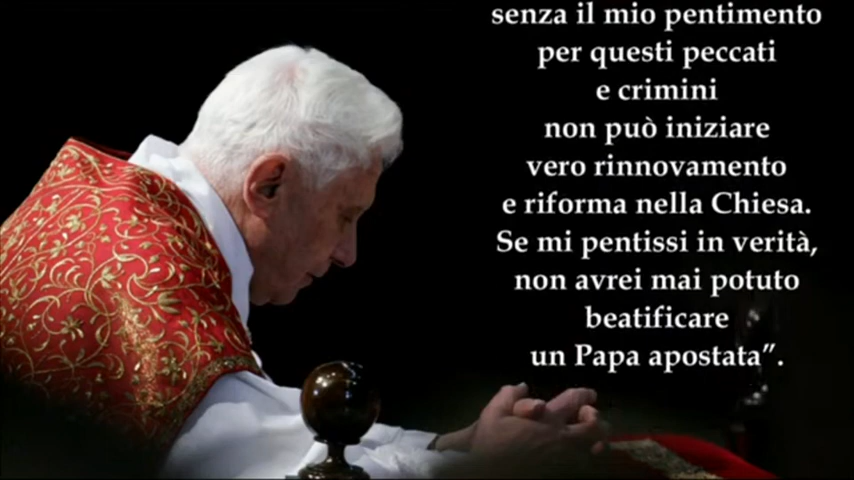 senza il mio pentimento
per questi peccati
e crimini
non può iniziare
vero rinnovamento
e riforma nella Chiesa.
Se mi pentissi in verità,
non avrei mai potuto
beatificare
un Papa apostata”.